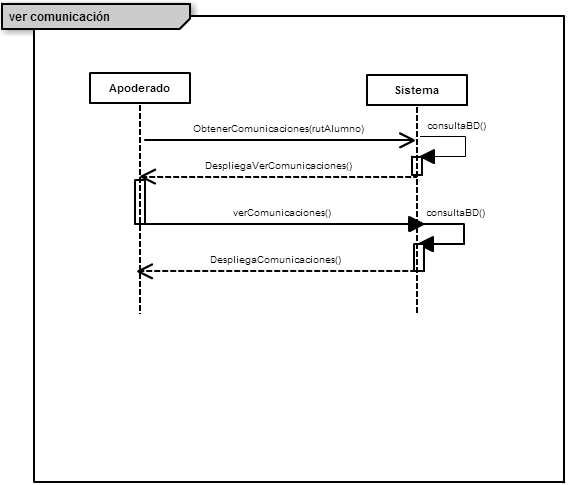 ver comunicación
Apoderado
Sistema
ObtenerComunicaciones(rutAlumno)
consultaBD()
DespliegaVerComunicaciones()
verComunicaciones()
consultaBD()
DespliegaComunicaciones()